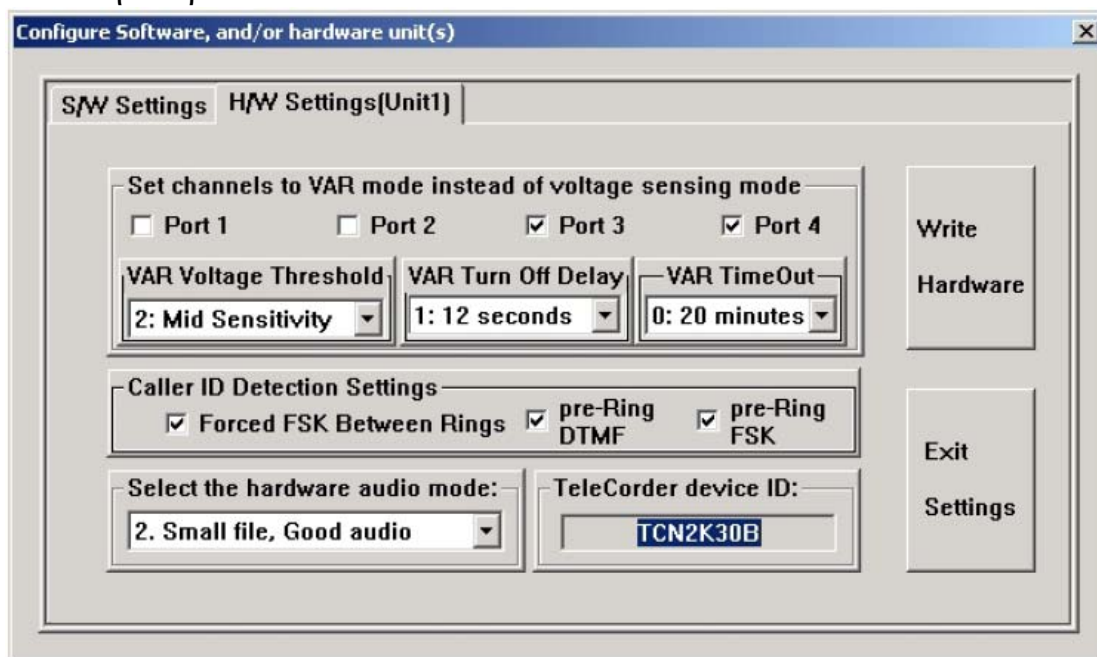 Configure Software, and/or hardware unit(s)
S/W Settings
H/W Settings(Unit1)
Set channels to VAR mode instead of voltage sensing mode
Port 1
Port 2
Port 3
Port 4
VAR Voltage Threshold
VAR Turn Off Delay
VAR TimeOut
2: Mid Sensitivity
1: 12 seconds
0: 20 minutes
Write
Hardware
Caller ID Detection Settings
Forced FSK Between Rings
pre-Ring
DTMF
pre-Ring
FSK
Select the hardware audio mode:
2. Small file, Good audio
TeleCorder device ID:
TCN2K30B
Exit
Settings